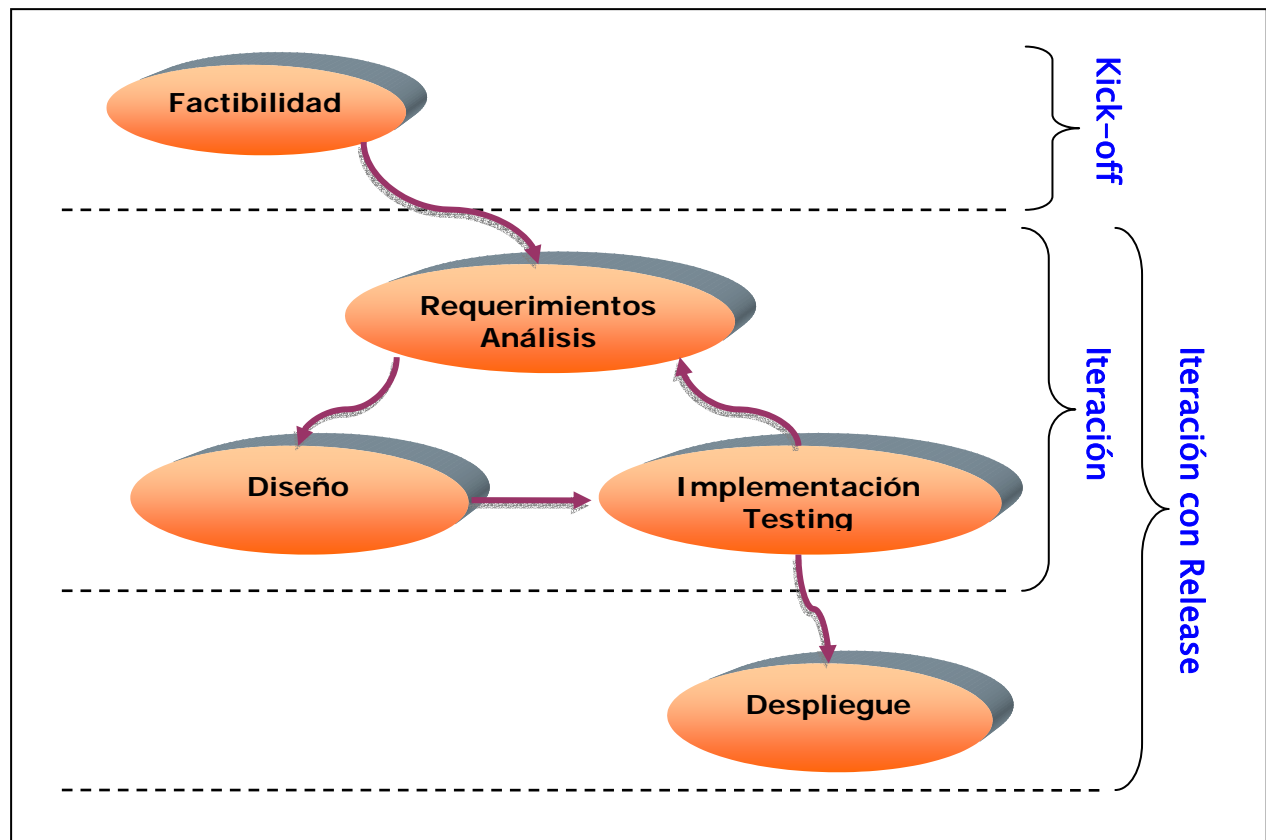 Factibilidad
Kick-off
Requerimientos
Análisis
Diseño
Implementación
Testing
Iteración
Iteración con Release
Despliegue